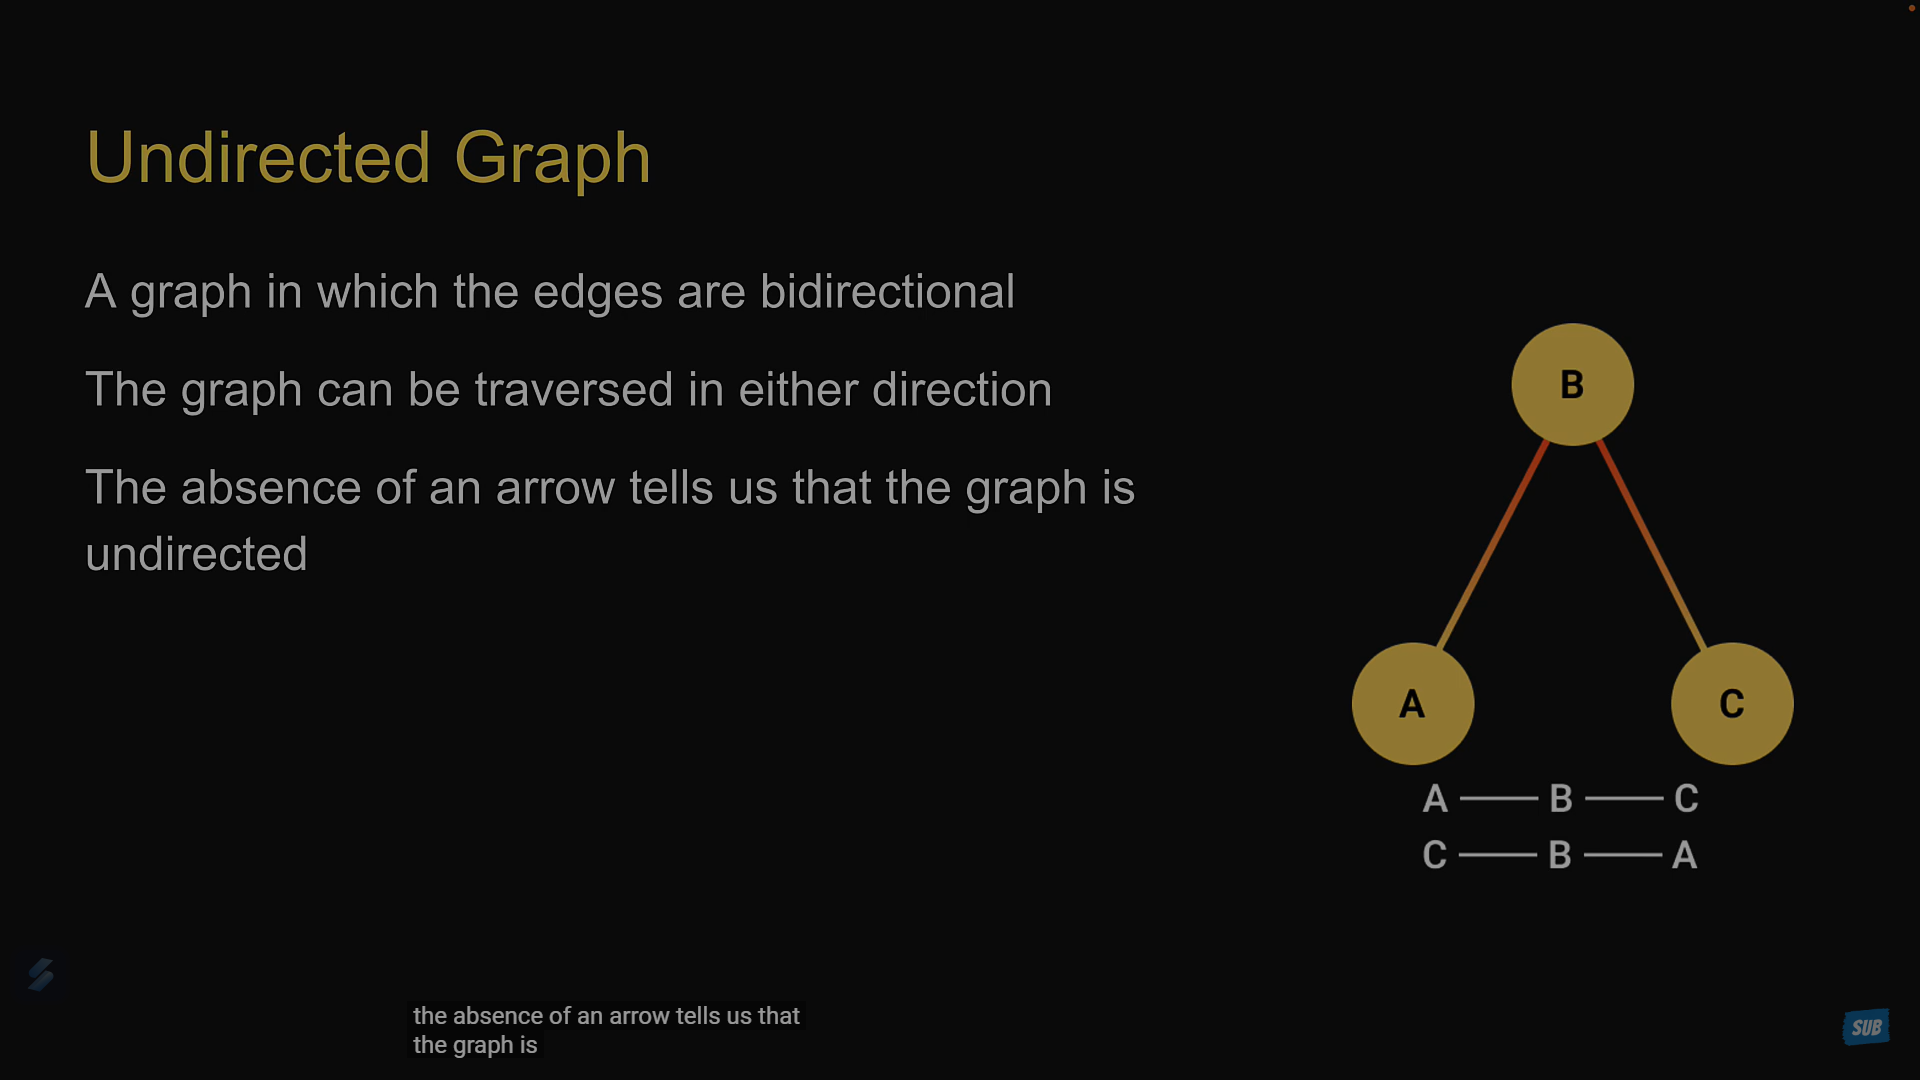 Undirected Graph
A graph in which the edges are bidirectional
The graph can be traversed in either direction
The absence of an arrow tells us that the graph is
undirected
B
A
C
A B C
C B A
the absence of an arrow tells us that
the graph is
SUB